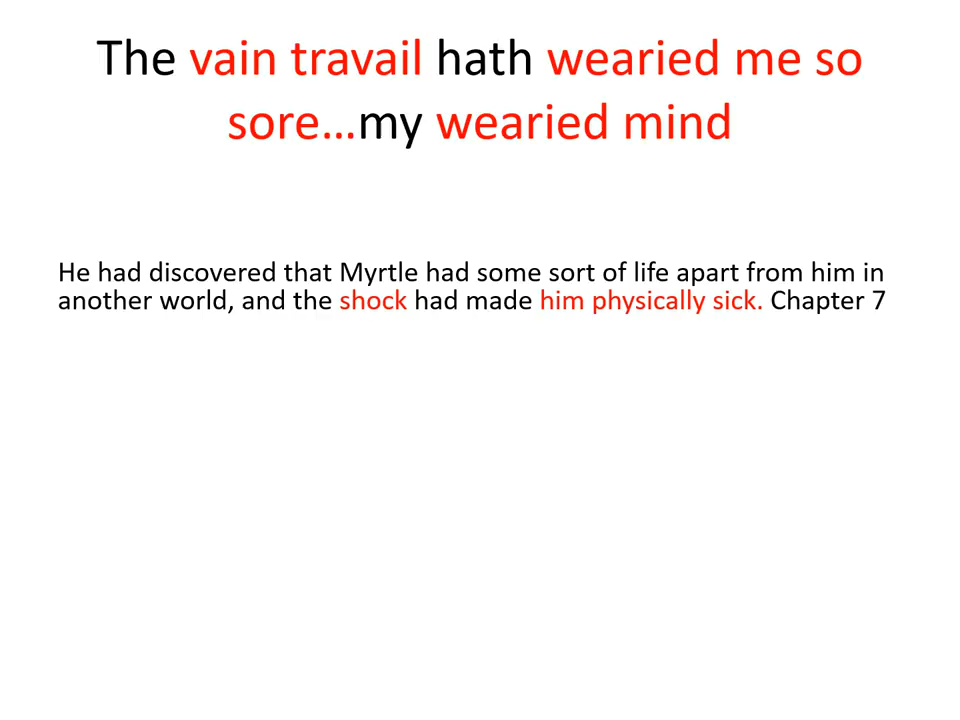 The vain travail hath wearied me so
sore…my wearied mind
He had discovered that Myrtle had some sort of life apart from him in
another world, and the shock had made him physically sick. Chapter 7